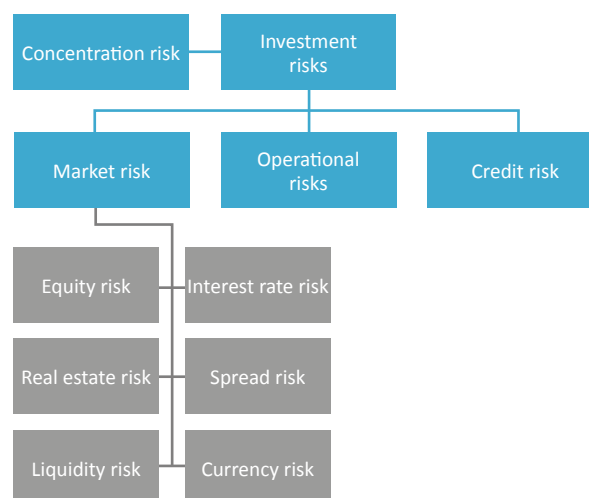 Concentration risk
Investment
risks
Market risk
Operational
risks
Credit risk
Equity risk
Interest rate risk
Real estate risk
Spread risk
Liquidity risk
Currency risk